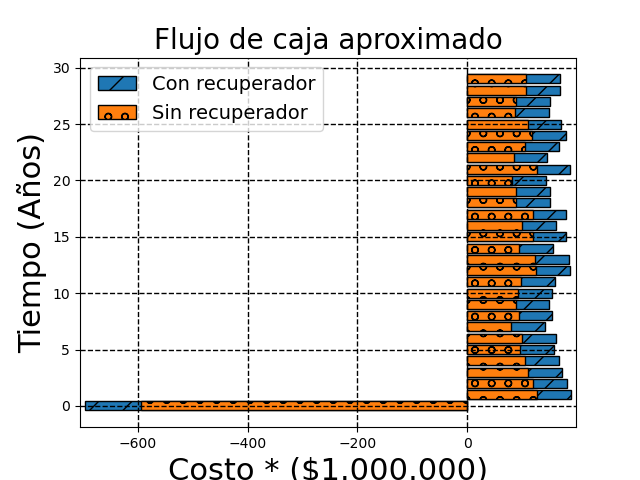 Flujo de caja aproximado
Con recuperador
Sin recuperador
Tiempo (Años)
30
25
20
15
10
5
0
−600
−400
−200
0
Costo * ($1.000.000)